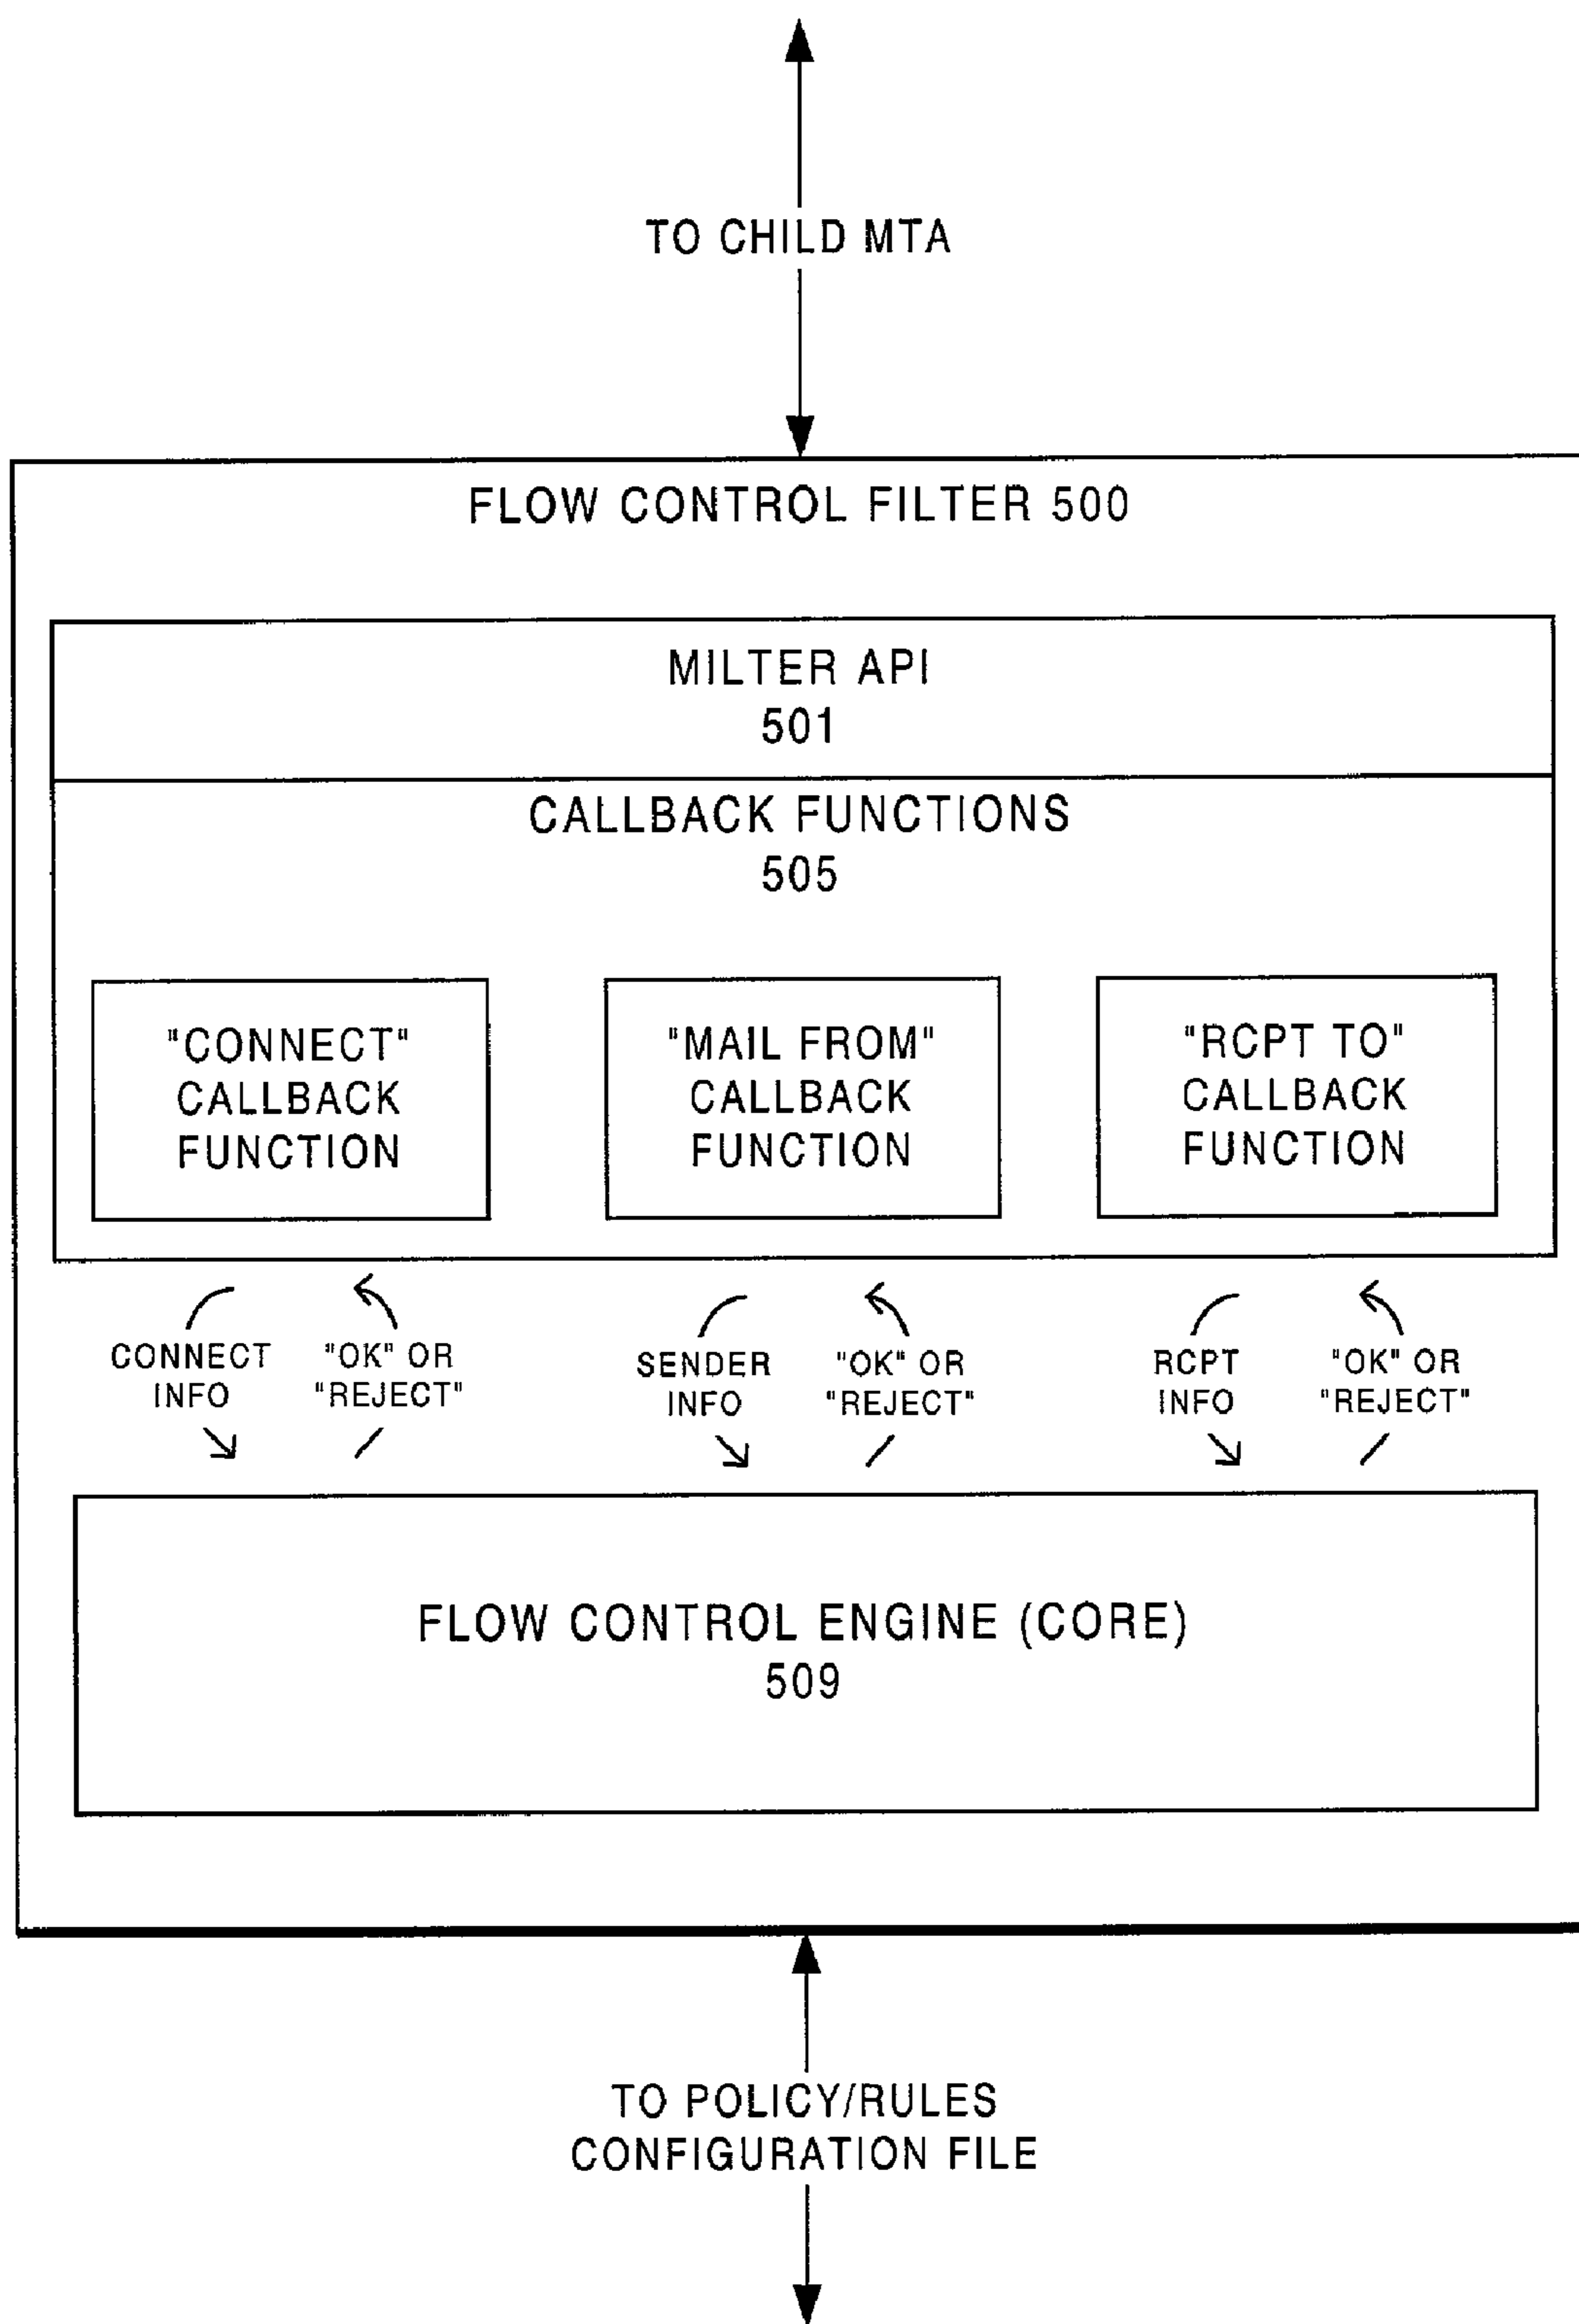 TO CHILD MTA
FLOW CONTROL FILTER 500
MILTER API
501
CALLBACK FUNCTIONS
505
"CONNECT"
CALLBACK
FUNCTION
"MAIL FROM"
CALLBACK
FUNCTION
"RCPT TO"
CALLBACK
FUNCTION
CONNECT
INFO
"OK" OR
"REJECT"
SENDER
INFO
"OK" OR
"REJECT"
RCPT
INFO
"OK" OR
"REJECT"
FLOW CONTROL ENGINE (CORE)
509
TO POLICY/RULES
CONFIGURATION FILE